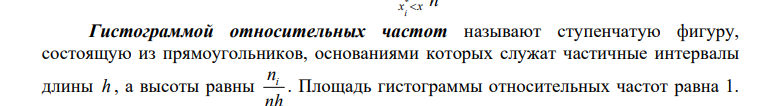 x*ᵢ<x n
Гистограммой относительных частот называют ступенчатую фигуру,
состоящую из прямоугольников, основаниями которых служат частичные интервалы
длины h, а высоты равны nᵢ/nh. Площадь гистограммы относительных частот равна 1.